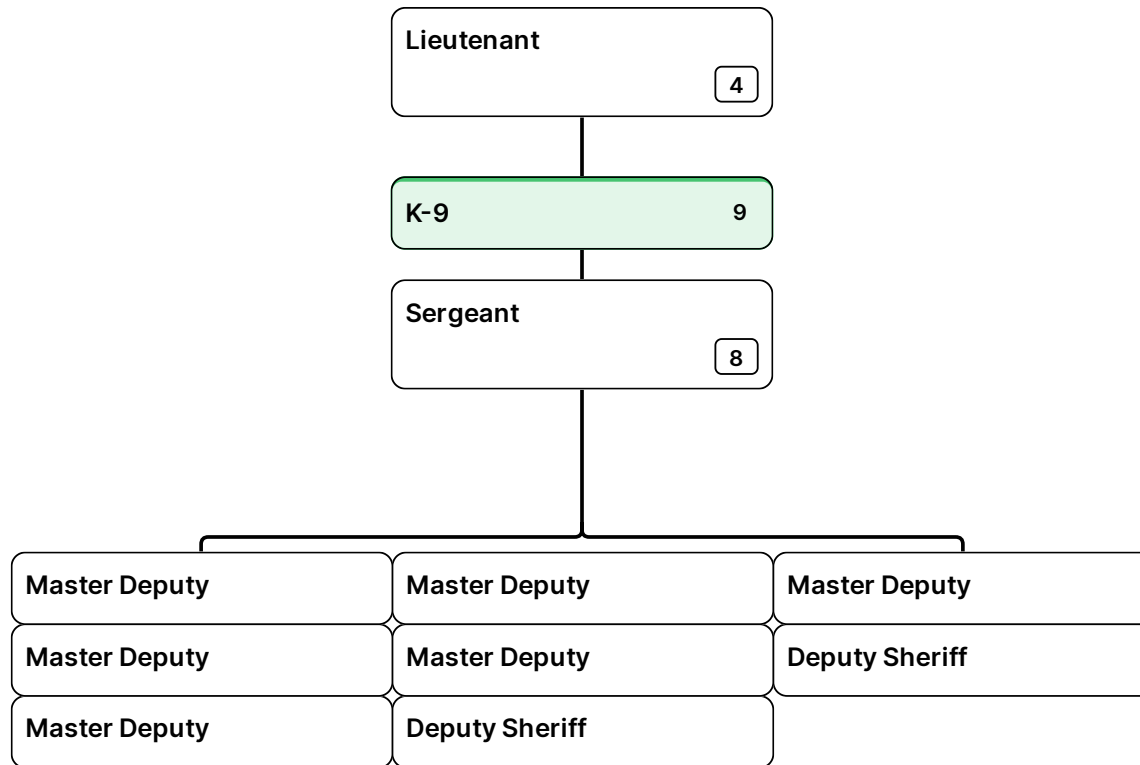 Lieutenant
4
K-9 9
Sergeant
8
Master Deputy Master Deputy Master Deputy
Master Deputy Master Deputy Deputy Sheriff
Master Deputy Deputy Sheriff